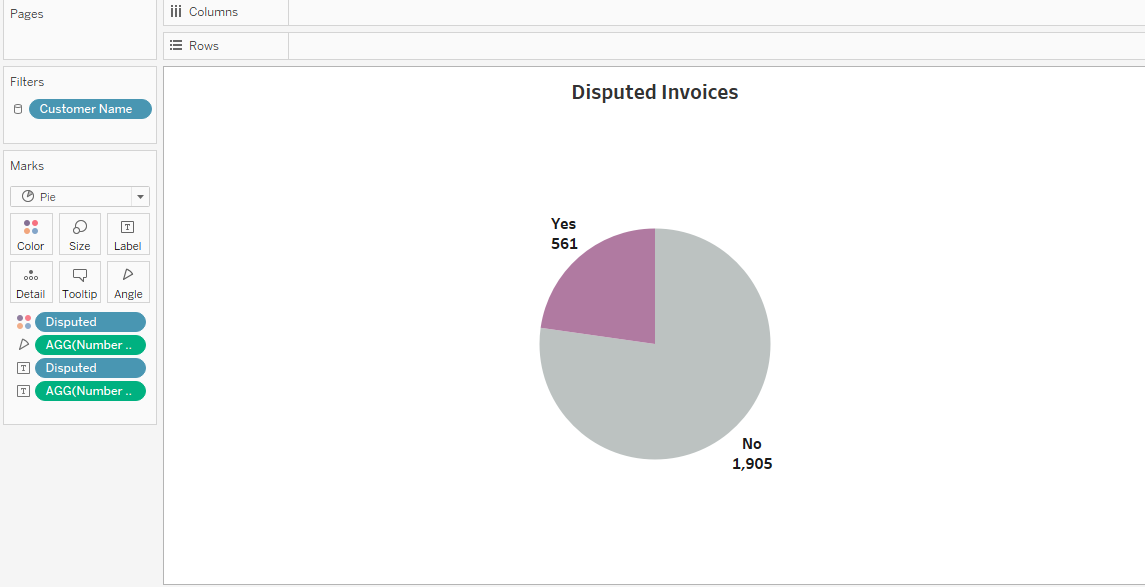 Pages
Columns
Rows
Filters
Customer Name
Marks
Pie
Color
Size
Label
Detail
Tooltip
Angle
Disputed
AGG(Number ..
Disputed
AGG(Number ..
Disputed Invoices
Yes
561
No
1,905